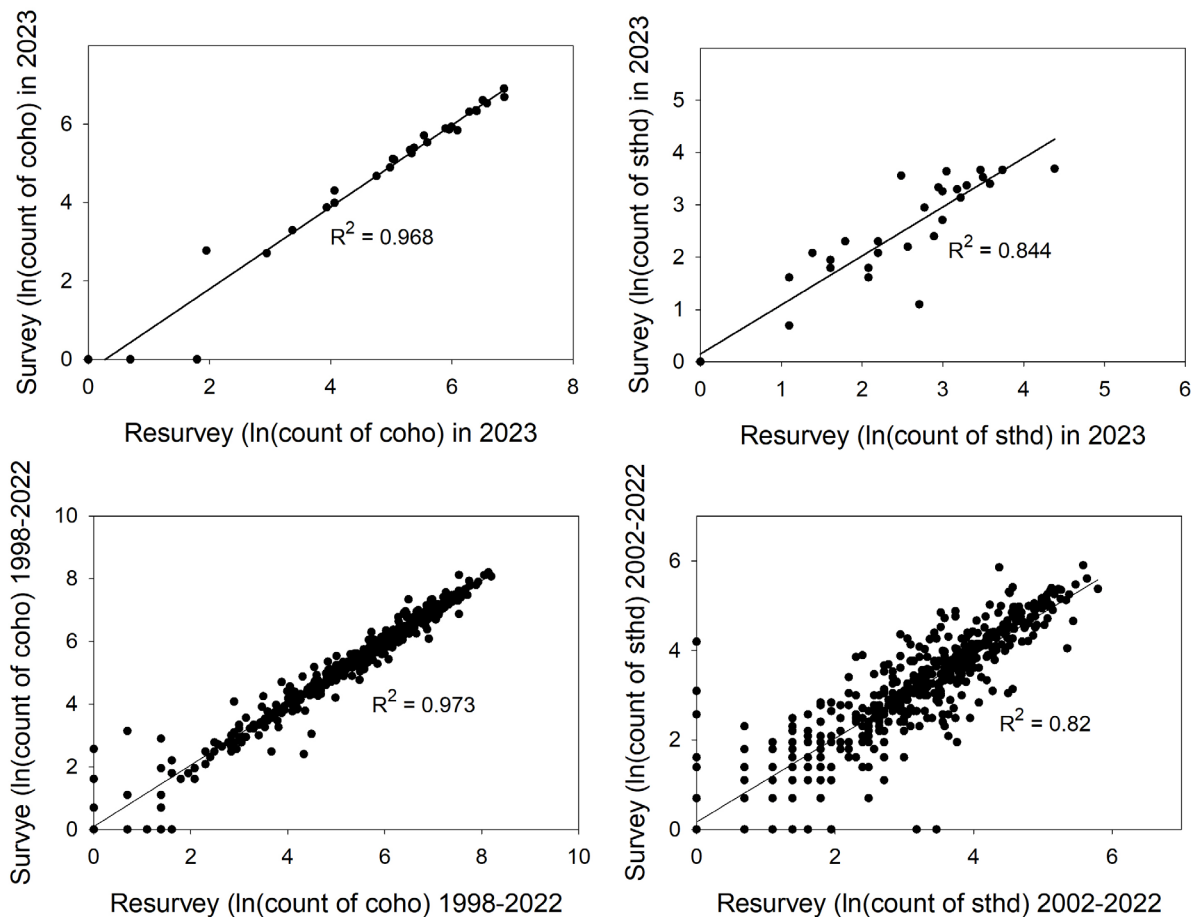 Survey (ln(count of coho) in 2023
6
4
2
0
R² = 0.968
0 2 4 6 8
Resurvey (ln(count of coho) in 2023
Survey (ln(count of sthd) in 2023
5
4
3
2
1
0
R² = 0.844
0 1 2 3 4 5 6
Resurvey (ln(count of sthd) in 2023
Survye (ln(count of coho) 1998-2022
10
8
6
4
2
0
R² = 0.973
0 2 4 6 8 10
Resurvey (ln(count of coho) 1998-2022
Survey (ln(count of sthd) 2002-2022
6
4
2
0
R² = 0.82
0 2 4 6
Resurvey (ln(count of sthd) 2002-2022